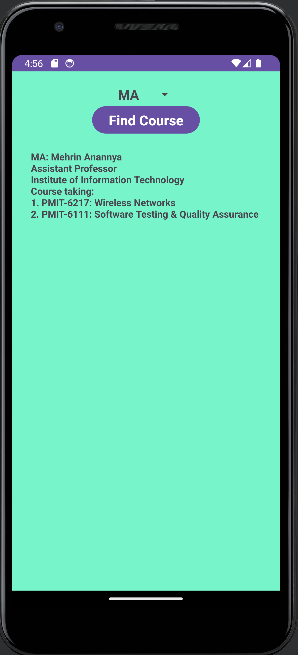 4:56
MA
Find Course
MA: Mehrin Anannya
Assistant Professor
Institute of Information Technology
Course taking:
1. PMIT-6217: Wireless Networks
2. PMIT-6111: Software Testing & Quality Assurance